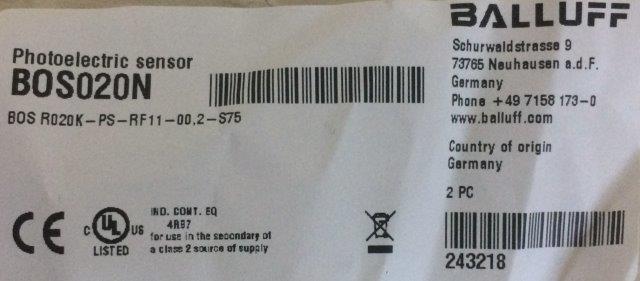 BALLUFF
Photoelectric sensor
BOS020N
BOS R020K-PS-RF11-00,2-S75
Schurwaldstrasse 9
73765 Neuhausen a.d.F.
Germany
Phone +49 7158 173-0
www.balluff.com
Country of origin
Germany
2 PC
243218
CE
C UL US
LISTED
IND. CONT. EQ
4R97
for use in the secondary of
a class 2 source of supply